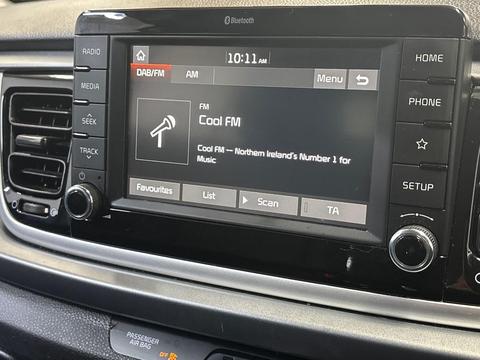 Bluetooth
RADIO
MEDIA
SEEK
TRACK
10:11 AM
DAB/FM
AM
Menu
FM
Cool FM
Cool FM — Northern Ireland's Number 1 for
Music
Favourites
List
Scan
TA
HOME
PHONE
SETUP
PASSENGER
AIR BAG
OFF